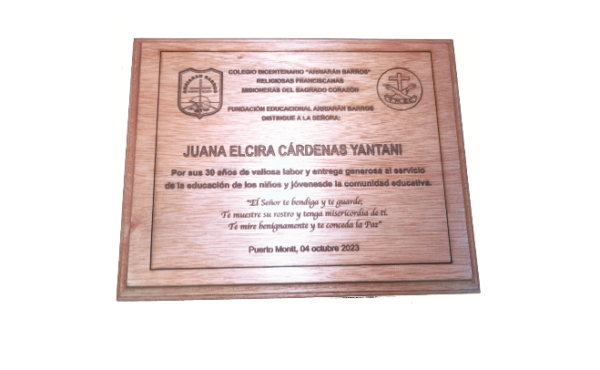 COLEGIO BICENTENARIO "ARRIARÁN BARROS"
RELIGIOSAS FRANCISCANAS
MISIONERAS DEL SAGRADO CORAZÓN
FUNDACIÓN EDUCACIONAL ARRIARÁN BARROS
DISTINGUE A LA SEÑORA:
JUANA ELCIRA CÁRDENAS YANTANI
Por sus 30 años de valiosa labor y entrega generosa al servicio
de la educación de los niños y jóvenesde la comunidad educativa.
"El Señor te bendiga y te guarde,
Te muestre su rostro y tenga misericordia de ti.
Te mire benignamente y te conceda la Paz"
Puerto Montt, 04 octubre 2023